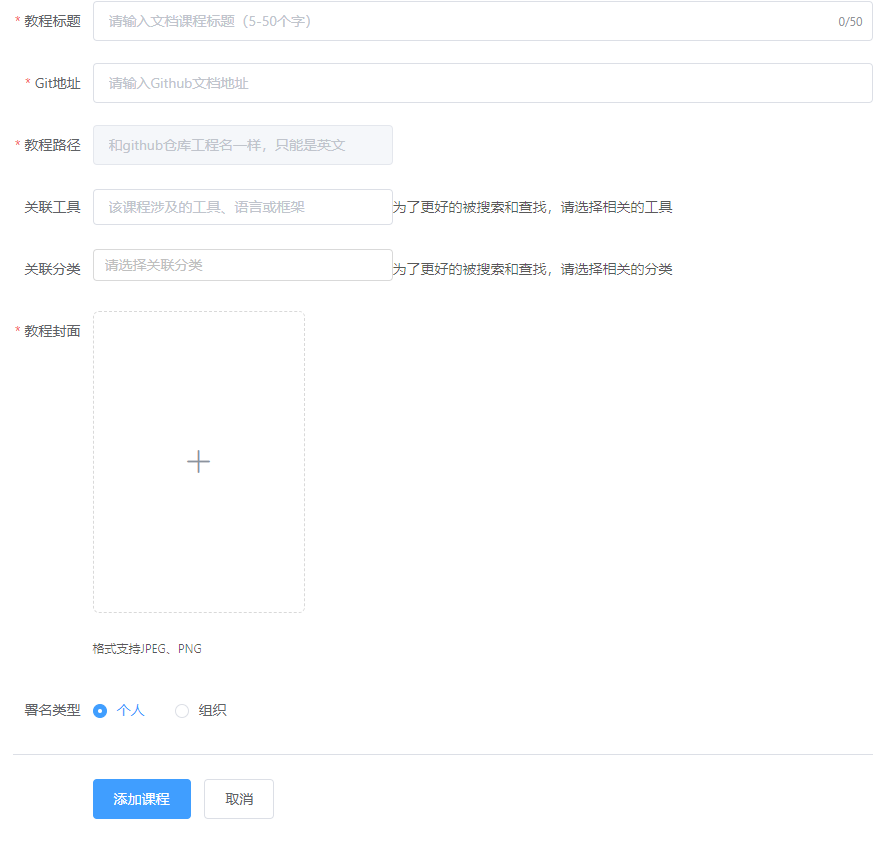 * 教程标题 请输入文档课程标题（5-50个字） 0/50
* Git地址 请输入Github文档地址
* 教程路径 和github仓库工程名一样，只能是英文
关联工具 该课程涉及的工具、语言或框架 为了更好的被搜索和查找，请选择相关的工具
关联分类 请选择关联分类 为了更好的被搜索和查找，请选择相关的分类
* 教程封面
格式支持JPEG、PNG
署名类型 个人 组织
添加课程 取消